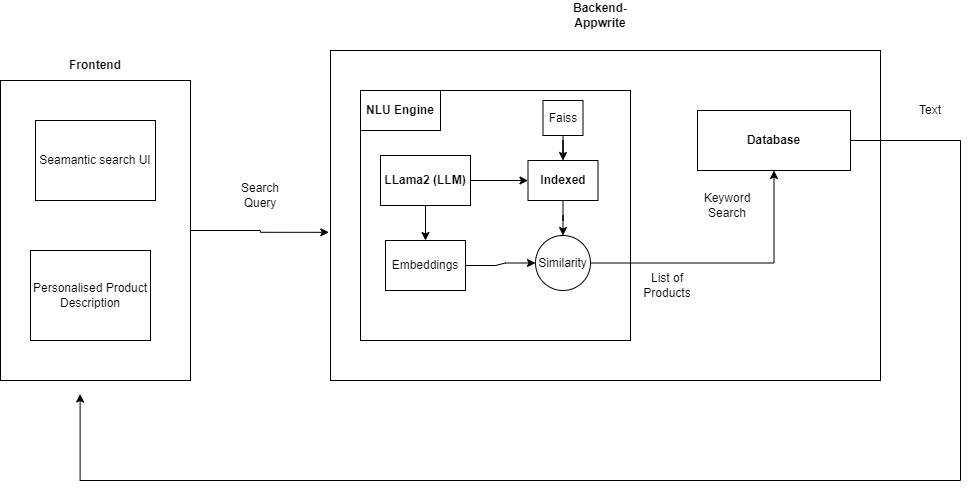 Backend-
Appwrite
Frontend
NLU Engine
Faiss
Text
Seamantic search UI
Database
LLama2 (LLM)
Indexed
Search
Query
Keyword
Search
Embeddings
Similarity
List of
Products
Personalised Product
Description